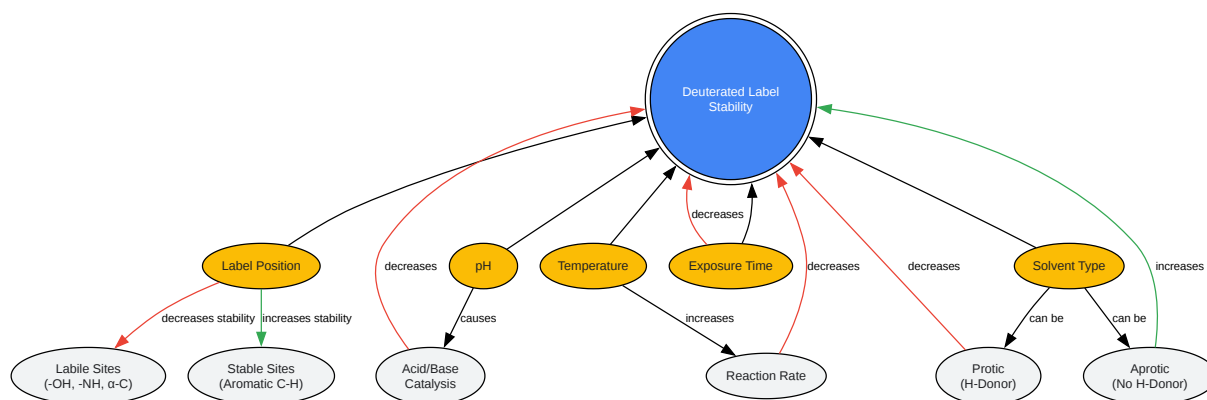 Deuterated Label
Stability
decreases
Label Position
decreases
pH
Temperature
Exposure Time
decreases
decreases
Solvent Type
increases
decreases stability
increases stability
causes
increases
can be
can be
Labile Sites
(-OH, -NH, α-C)
Stable Sites
(Aromatic C-H)
Acid/Base
Catalysis
Reaction Rate
Protic
(H-Donor)
Aprotic
(No H-Donor)